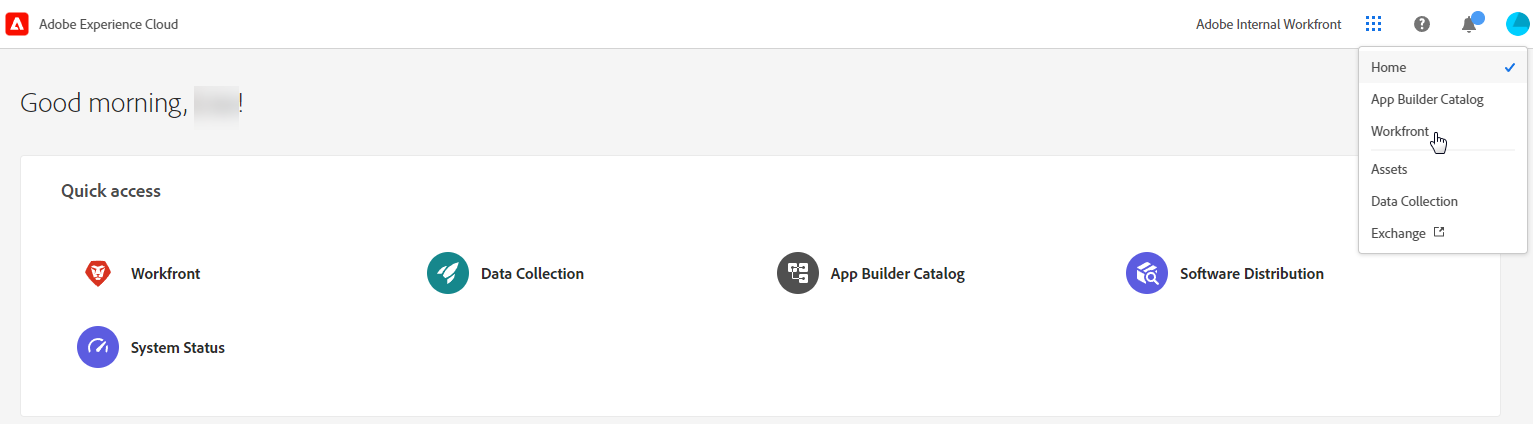 Adobe Experience Cloud
Adobe Internal Workfront
Home
App Builder Catalog
Workfront
Assets
Data Collection
Exchange
Good morning, !
Quick access
Workfront
Data Collection
App Builder Catalog
Software Distribution
System Status